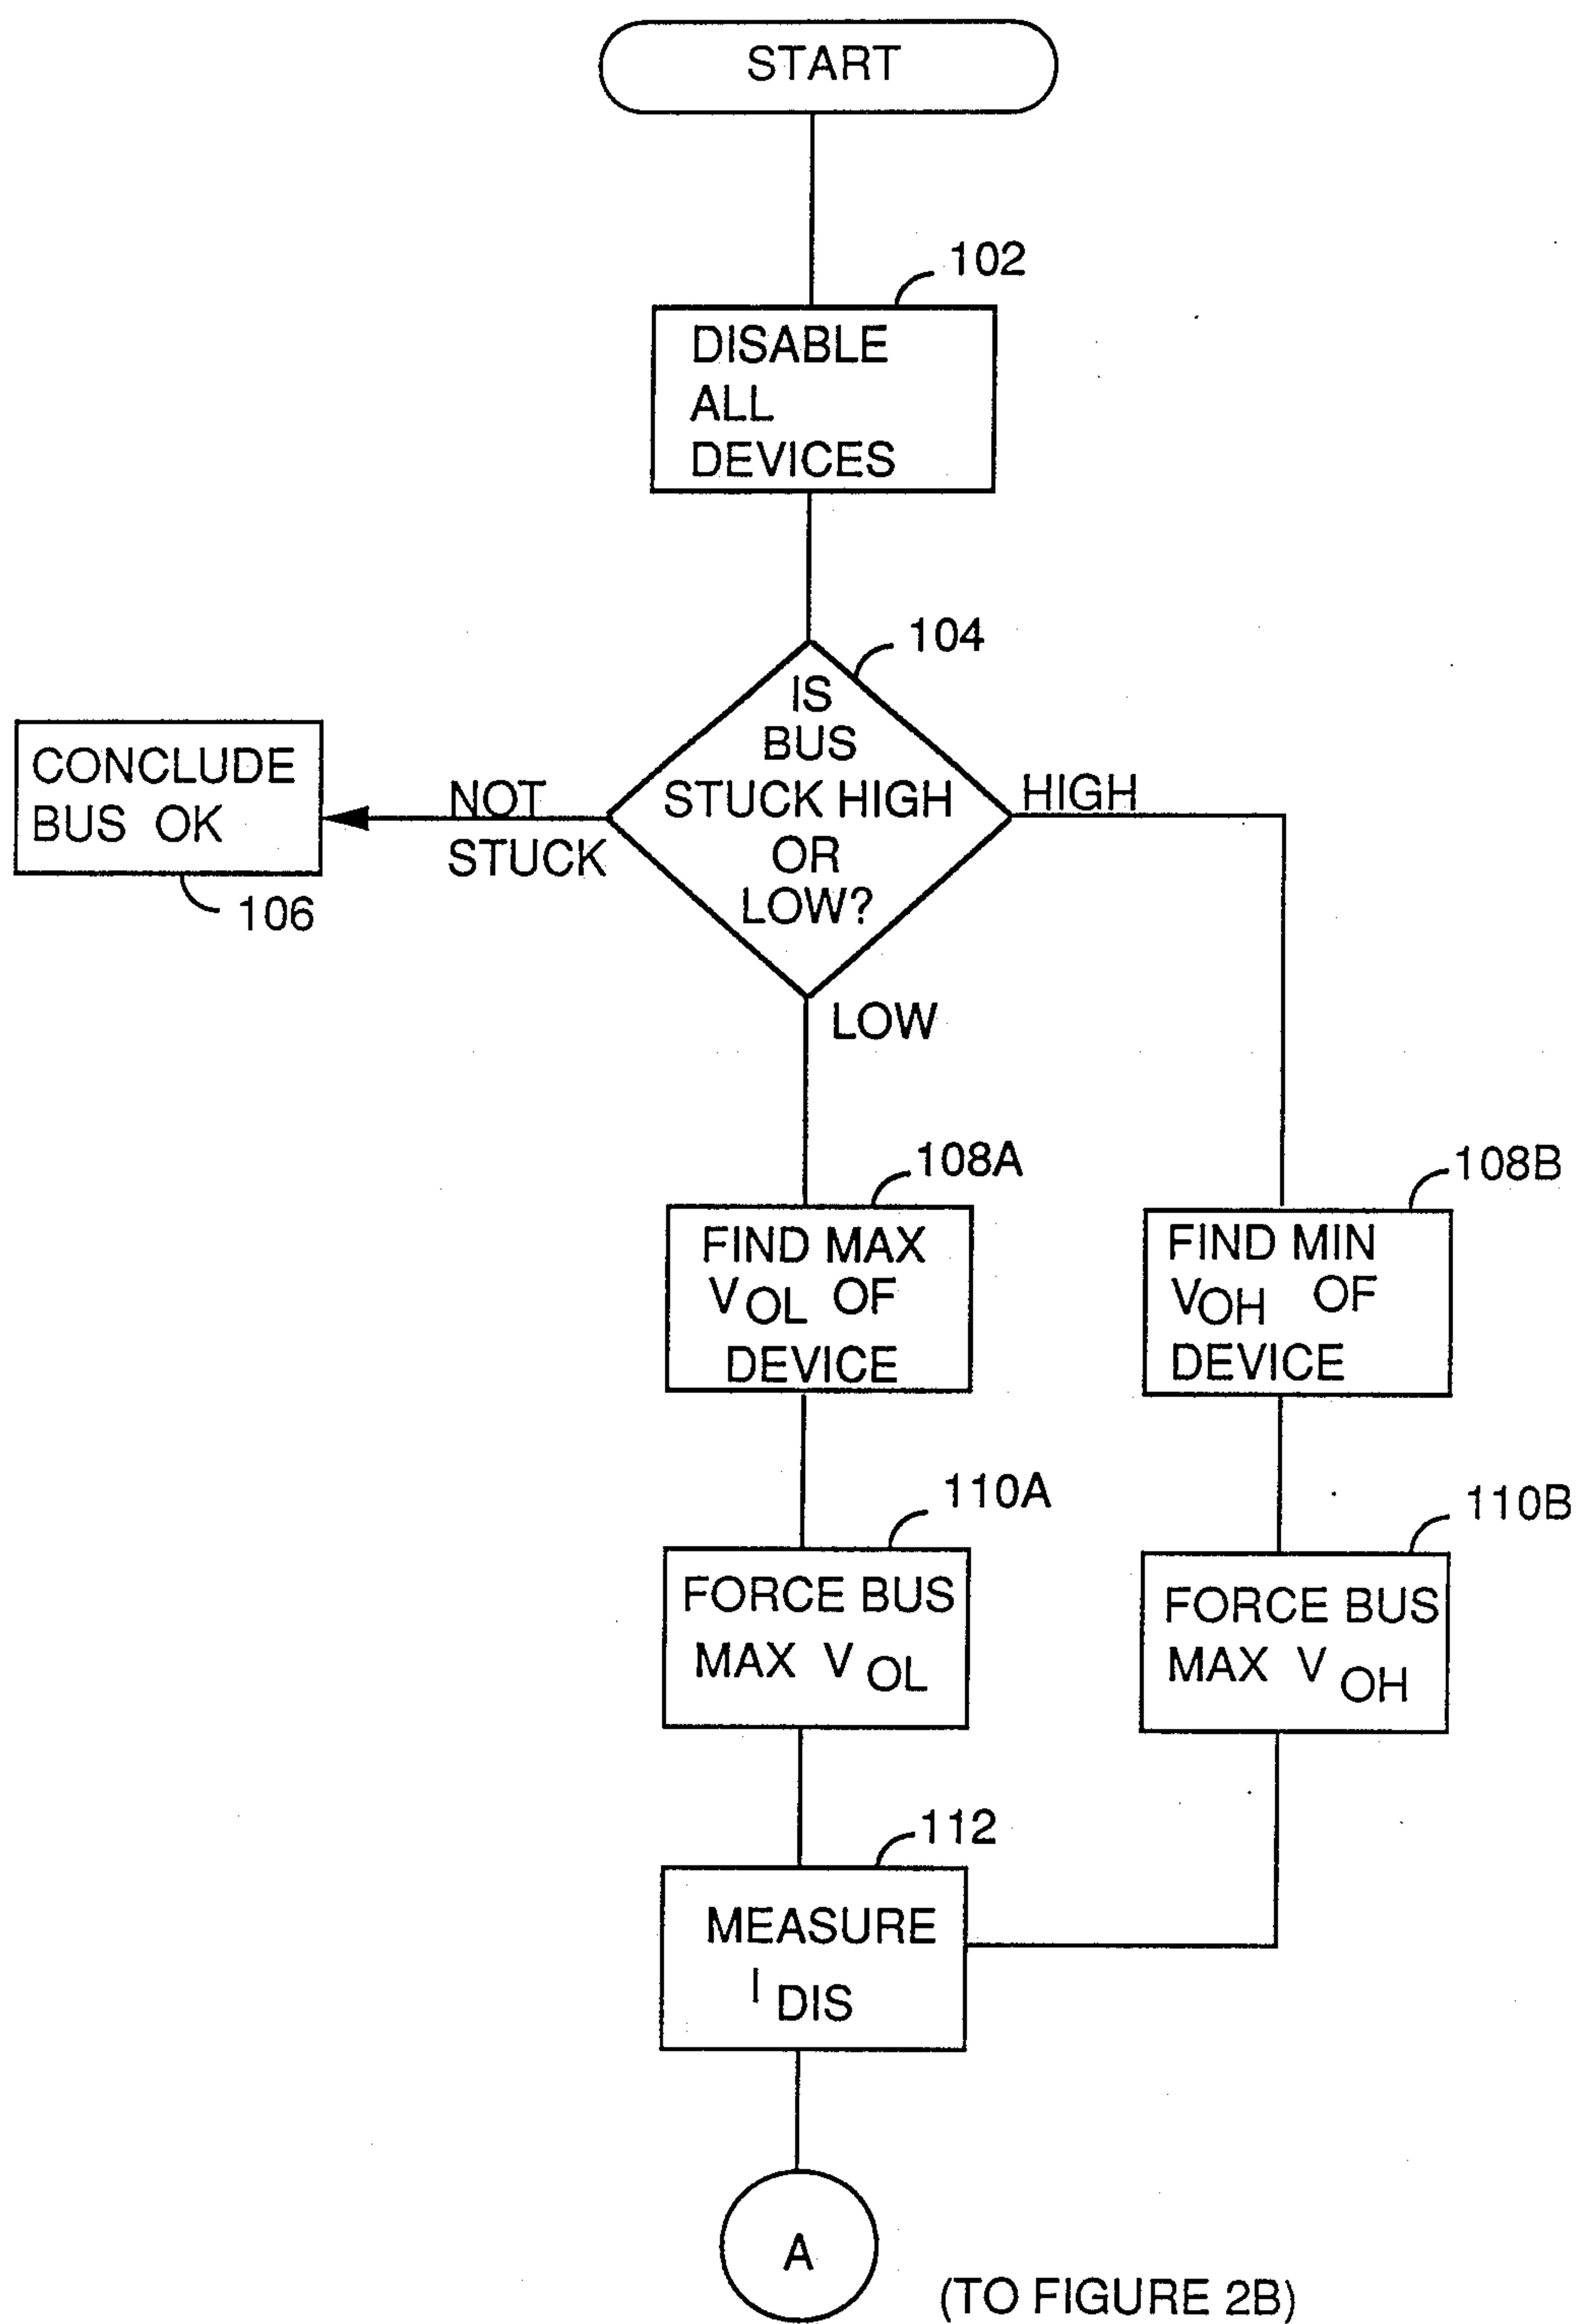 START
102
DISABLE
ALL
DEVICES
104
IS
BUS
STUCK HIGH
OR
LOW?
NOT
STUCK
HIGH
CONCLUDE
BUS OK
106
LOW
108A
FIND MAX
VOL OF
DEVICE
108B
FIND MIN
VOH OF
DEVICE
110A
FORCE BUS
MAX VOL
110B
FORCE BUS
MAX VOH
112
MEASURE
IDIS
A
(TO FIGURE 2B)